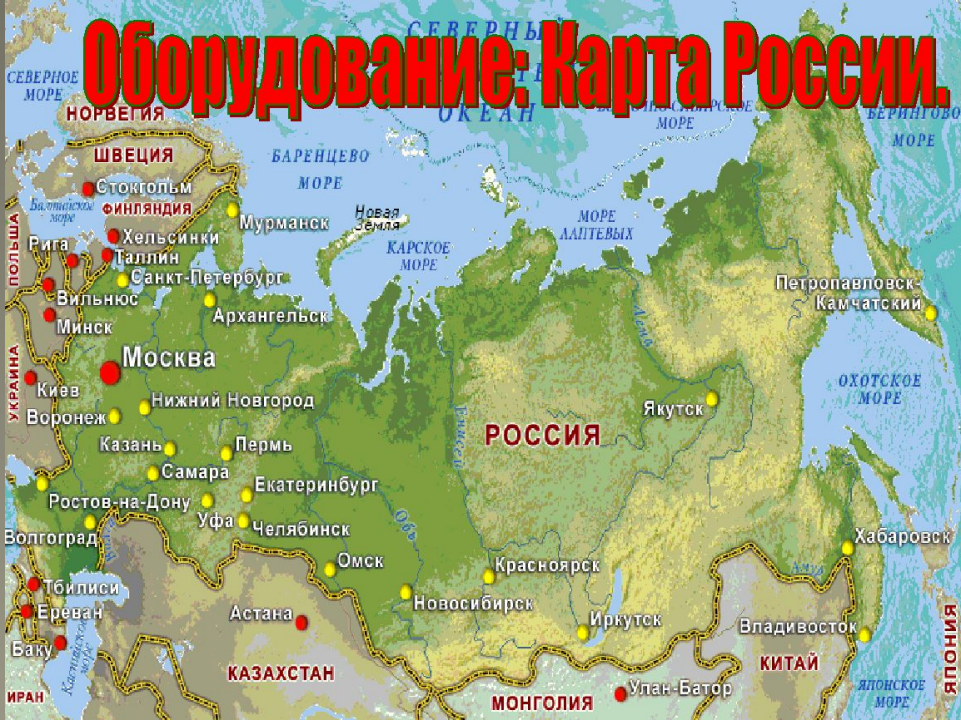 Оборудование: Карта России.
СЕВЕРНЫ
ОКЕАН
СЕВЕРНОЕ
МОРЕ
НОРВЕГИЯ
МОРЕ
БЕРИНГОВО
МОРЕ
ШВЕЦИЯ
БАРЕНЦЕВО
МОРЕ
Стокгольм
Балтийское
море
ФИНЛЯНДИЯ
Мурманск
Новая
Земля
МОРЕ
ЛАПТЕВЫХ
КАРСКОЕ
МОРЕ
ПОЛЬША
Рига
Хельсинки
Таллин
Санкт-Петербург
Вильнюс
Минск
Архангельск
Петропавловск-
Камчатский
Лена
Москва
УКРАИНА
Киев
Нижний Новгород
Воронеж
ОХОТСКОЕ
МОРЕ
Якутск
Енисей
РОССИЯ
Казань
Пермь
Самара
Екатеринбург
Ростов-на-Дону
Уфа
Челябинск
Обь
Волгоград
Хабаровск
Омск
Красноярск
Амур
Тбилиси
Ереван
Баку
Новосибирск
Астана
Иркутск
Владивосток
Каспийское
море
КАЗАХСТАН
КИТАЙ
ЯПОНИЯ
ИРАН
МОНГОЛИЯ
Улан-Батор
ЯПОНСКОЕ
МОРЕ